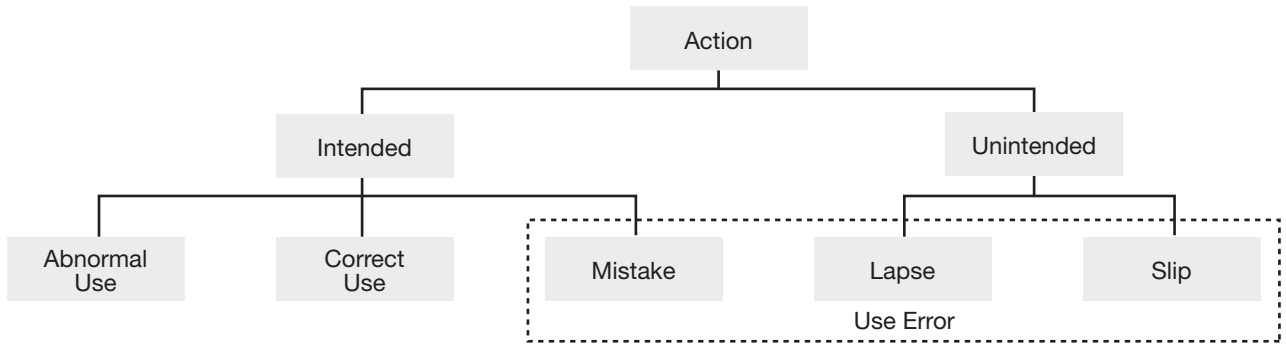 Action
Intended
Unintended
Abnormal
Use
Correct
Use
Mistake
Lapse
Slip
Use Error